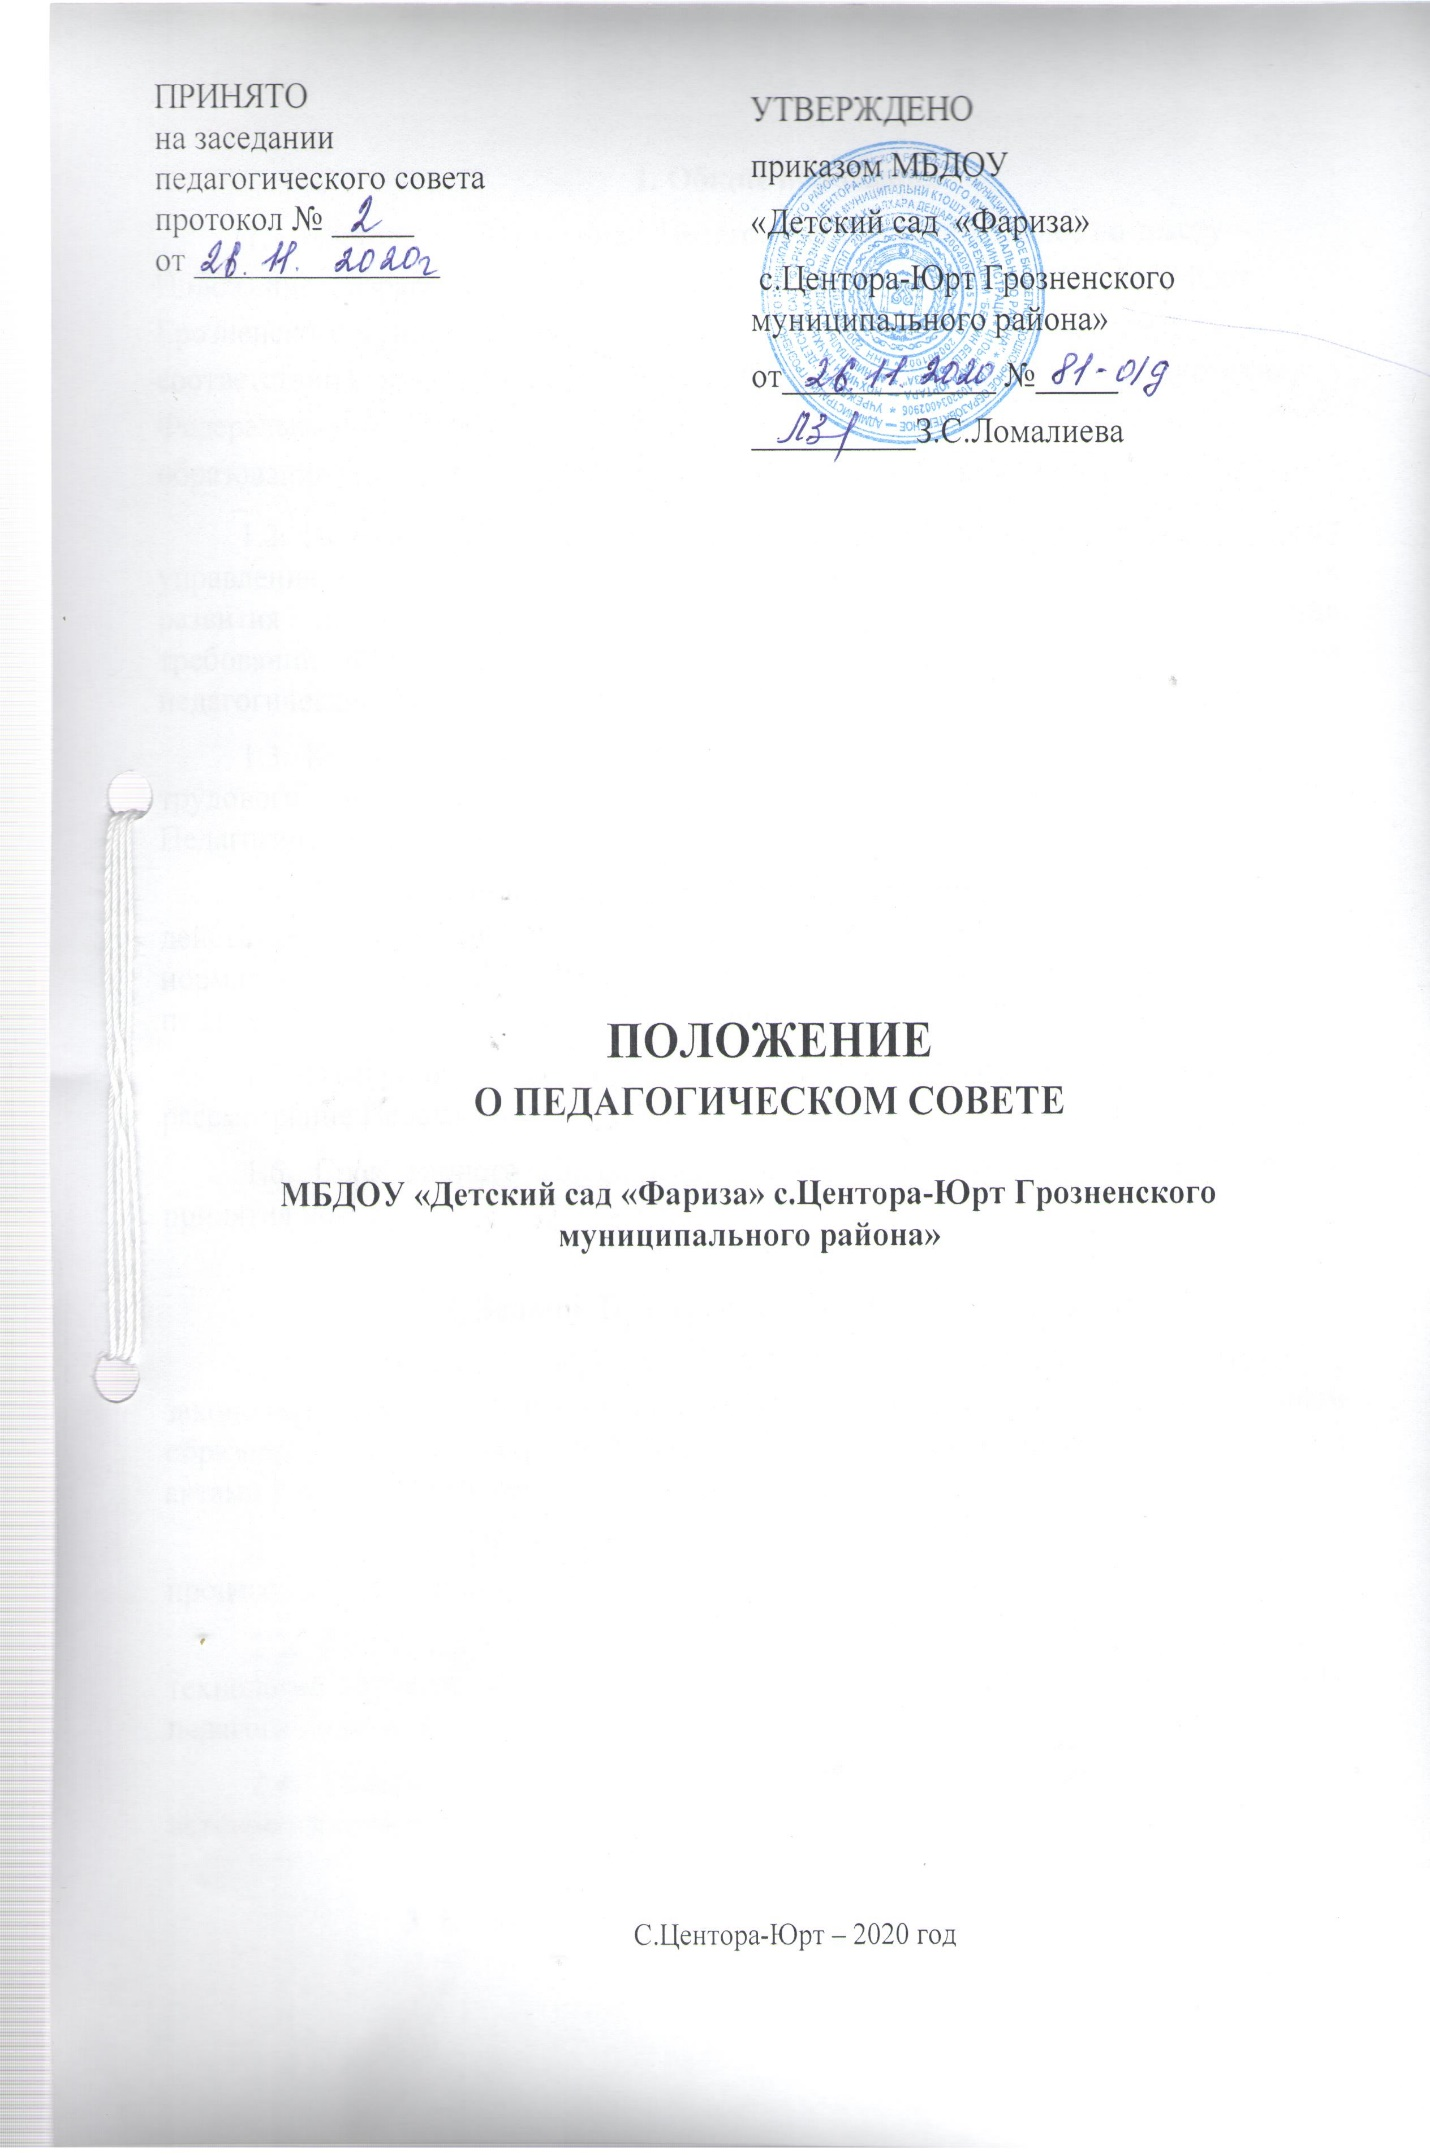 ПРИНЯТО
на заседании
педагогического совета
протокол № 2
от 26. 11. 2020г
УТВЕРЖДЕНО
приказом МБДОУ
«Детский сад «Фариза»
с.Центора-Юрт Грозненского
муниципального района»
от 26. 11. 2020 № 81-о/д
З.С.Ломалиева
ПОЛОЖЕНИЕ
О ПЕДАГОГИЧЕСКОМ СОВЕТЕ
МБДОУ «Детский сад «Фариза» с.Центора-Юрт Грозненского
муниципального района»
С.Центора-Юрт – 2020 год